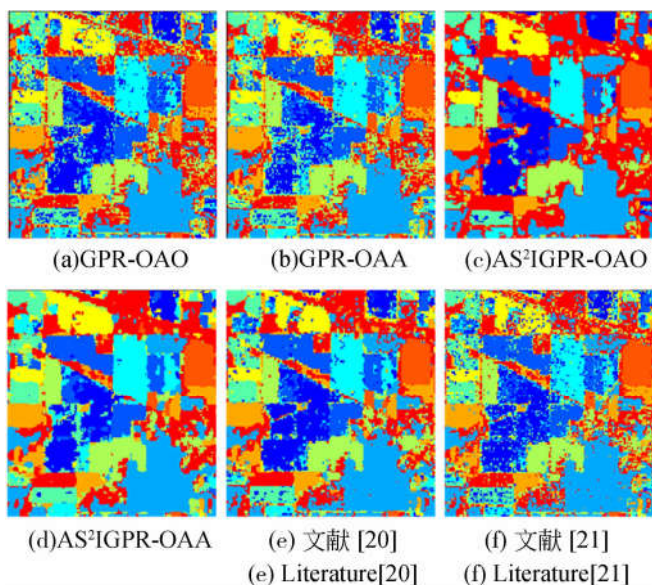 (a)GPR-OAO (b)GPR-OAA (c)AS²IGPR-OAO
(d)AS²IGPR-OAA (e) 文献 [20] (f) 文献 [21]
(e) Literature[20] (f) Literature[21]